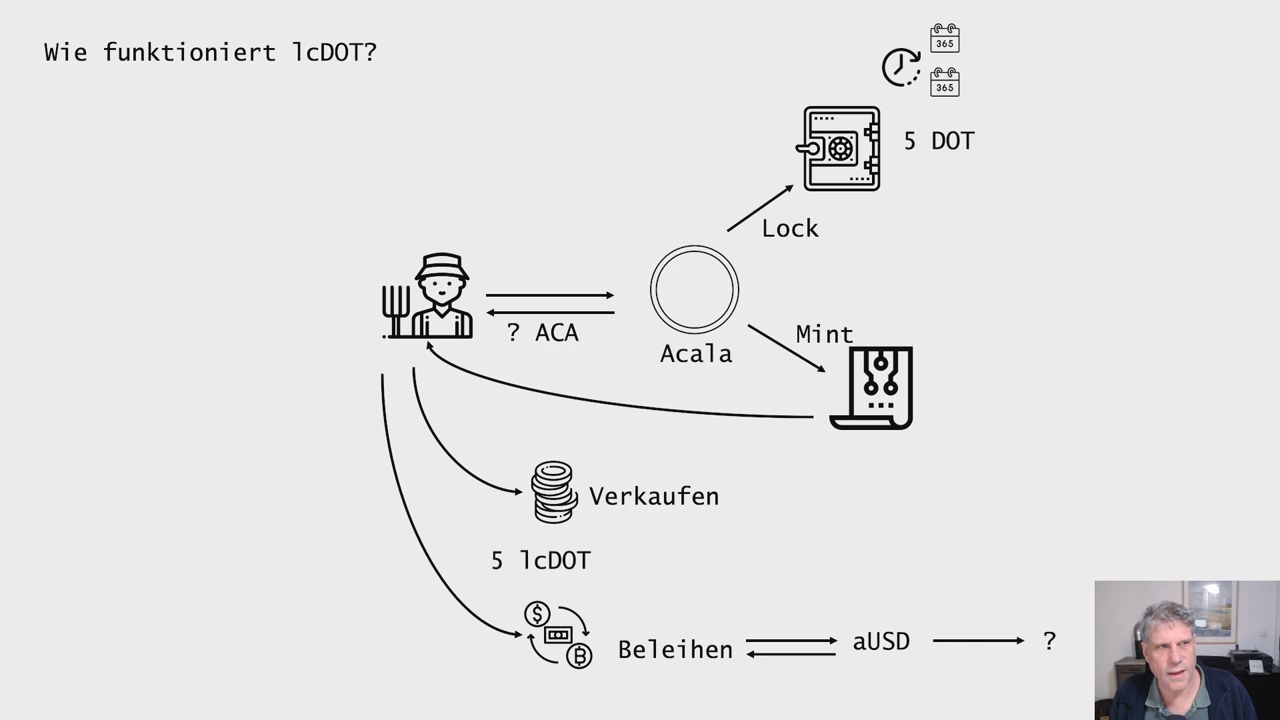 Wie funktioniert lcDOT?
365
365
5 DOT
Lock
? ACA
Acala
Mint
Verkaufen
5 lcDOT
$
B
Beleihen
aUSD
?